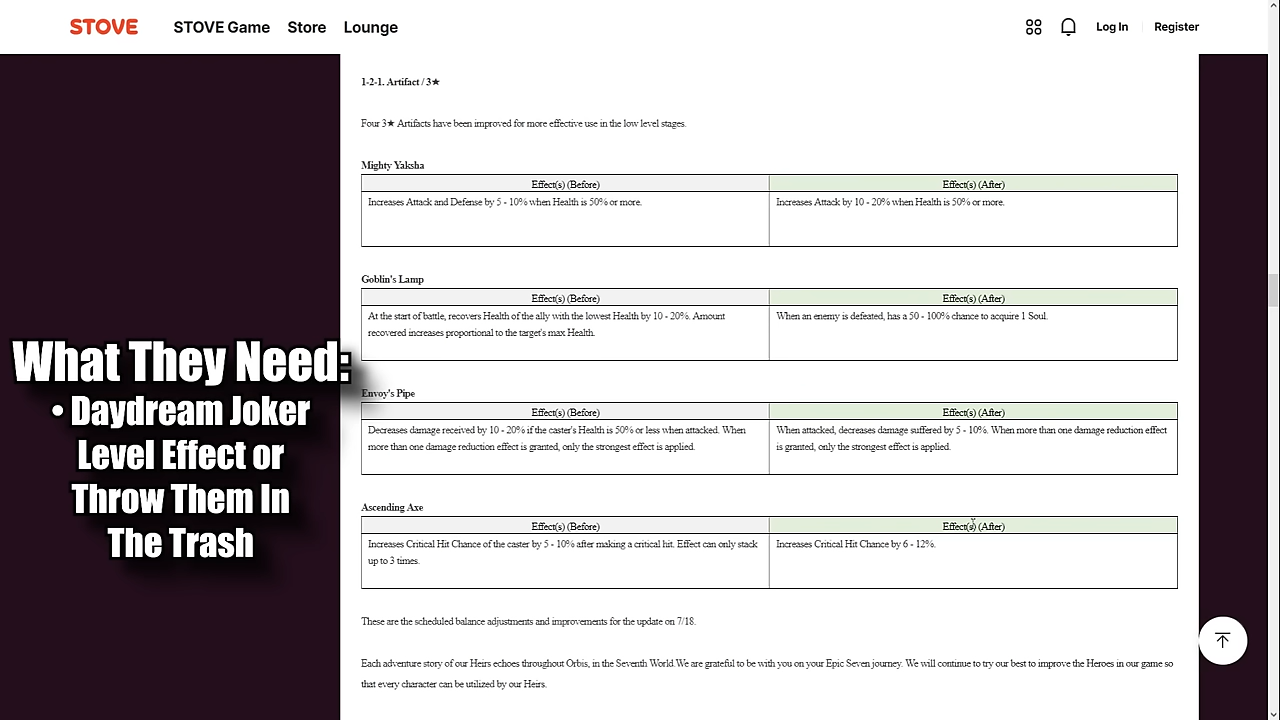 STOVE
STOVE Game
Store
Lounge
Log In
Register
1-2-1. Artifact / 3★
Four 3★ Artifacts have been improved for more effective use in the low level stages.
Mighty Yaksha
Effect(s) (Before)
Effect(s) (After)
Increases Attack and Defense by 5 - 10% when Health is 50% or more.
Increases Attack by 10 - 20% when Health is 50% or more.
Goblin's Lamp
Effect(s) (Before)
Effect(s) (After)
At the start of battle, recovers Health of the ally with the lowest Health by 10 - 20%. Amount
recovered increases proportional to the target's max Health.
When an enemy is defeated, has a 50 - 100% chance to acquire 1 Soul.
What They Need:
• Daydream Joker
Level Effect or
Throw Them In
The Trash
Envoy's Pipe
Effect(s) (Before)
Effect(s) (After)
Decreases damage received by 10 - 20% if the caster's Health is 50% or less when attacked. When
more than one damage reduction effect is granted, only the strongest effect is applied.
When attacked, decreases damage suffered by 5 - 10%. When more than one damage reduction effect
is granted, only the strongest effect is applied.
Ascending Axe
Effect(s) (Before)
Effect(s) (After)
Increases Critical Hit Chance of the caster by 5 - 10% after making a critical hit. Effect can only stack
up to 3 times.
Increases Critical Hit Chance by 6 - 12%.
These are the scheduled balance adjustments and improvements for the update on 7/18.
Each adventure story of our Heirs echoes throughout Orbis, in the Seventh World.We are grateful to be with you on your Epic Seven journey. We will continue to try our best to improve the Heroes in our game so
that every character can be utilized by our Heirs.